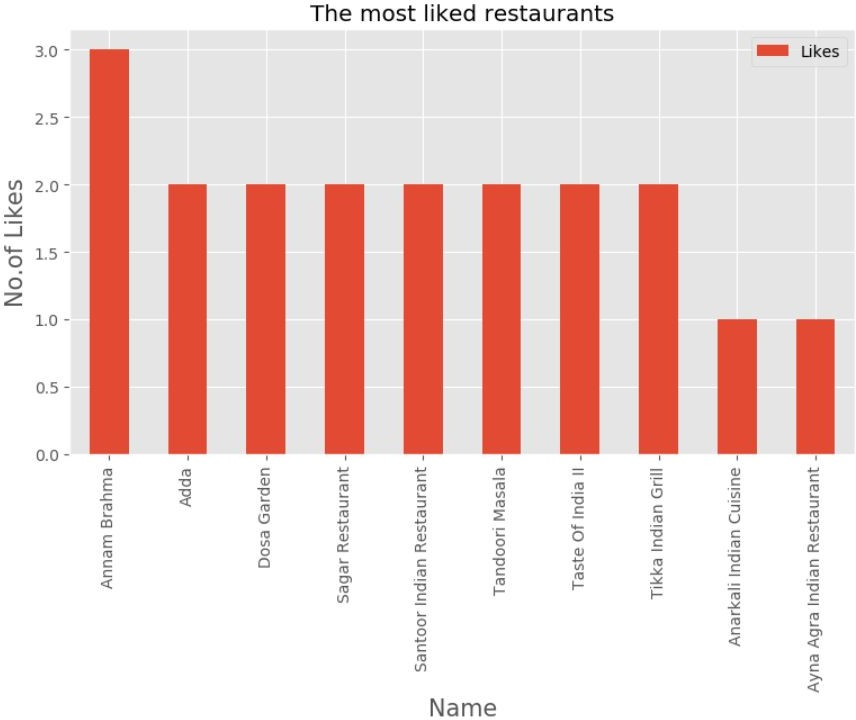 The most liked restaurants
Likes
No.of Likes
3.0
2.5
2.0
1.5
1.0
0.5
0.0
Annam Brahma
Adda
Dosa Garden
Sagar Restaurant
Santoor Indian Restaurant
Tandoori Masala
Taste Of India II
Tikka Indian Grill
Anarkali Indian Cuisine
Ayna Agra Indian Restaurant
Name